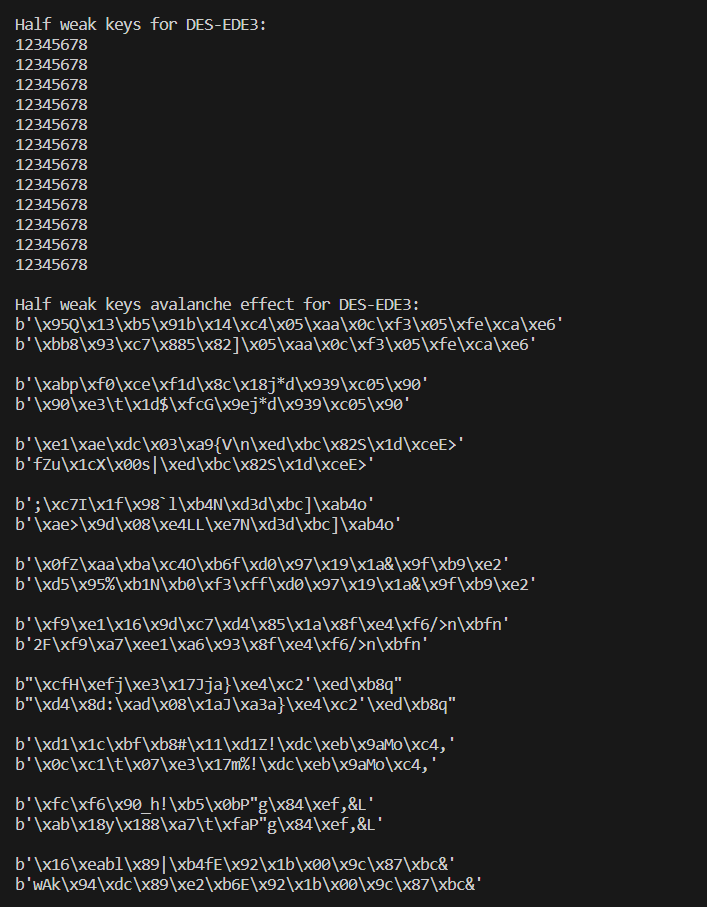 Half weak keys for DES-EDE3:
12345678
12345678
12345678
12345678
12345678
12345678
12345678
12345678
12345678
12345678
12345678
12345678
Half weak keys avalanche effect for DES-EDE3:
b'\x95Q\x13\xb5\x91b\x14\xc4\x05\xaa\x0c\xf3\x05\xfe\xca\xe6'
b'\xbb8\x93\xc7\x885\x82]\x05\xaa\x0c\xf3\x05\xfe\xca\xe6'
b'\xabp\xf0\xce\xf1d\x8c\x18j*d\x939\xc05\x90'
b'\x90\xe3\t\x1d$\xfcG\x9ej*d\x939\xc05\x90'
b'\xe1\xae\xdc\x03\xa9{V\n\xed\xbc\x82S\x1d\xceE>'
b'fZu\x1cX\x00s|\xed\xbc\x82S\x1d\xceE>'
b';\xc7I\x1f\x98`l\xb4N\xd3d\xbc]\xab4o'
b'\xae>\x9d\x08\xe4LL\xe7N\xd3d\xbc]\xab4o'
b'\x0fZ\xaa\xba\xc4O\xb6f\xd0\x97\x19\x1a&\x9f\xb9\xe2'
b'\xd5\x95%\xb1N\xb0\xf3\xff\xd0\x97\x19\x1a&\x9f\xb9\xe2'
b'\xf9\xe1\x16\x9d\xc7\xd4\x85\x1a\x8f\xe4\xf6/>n\xbfn'
b'2F\xf9\xa7\xee1\xa6\x93\x8f\xe4\xf6/>n\xbfn'
b"\xcfH\xefj\xe3\x17Jja}\xe4\xc2'\xed\xb8q"
b"\xd4\x8d:\xad\x08\x1aJ\xa3a}\xe4\xc2'\xed\xb8q"
b'\xd1\x1c\xbf\xb8#\x11\xd1Z!\xdc\xeb\x9aMo\xc4,'
b'\x0c\xc1\t\x07\xe3\x17m%!\xdc\xeb\x9aMo\xc4,'
b'\xfc\xf6\x90_h!\xb5\x0bP"g\x84\xef,&L'
b'\xab\x18y\x188\xa7\t\xfaP"g\x84\xef,&L'
b'\x16\xeabl\x89|\xb4fE\x92\x1b\x00\x9c\x87\xbc&'
b'wAk\x94\xdc\x89\xe2\xb6E\x92\x1b\x00\x9c\x87\xbc&'